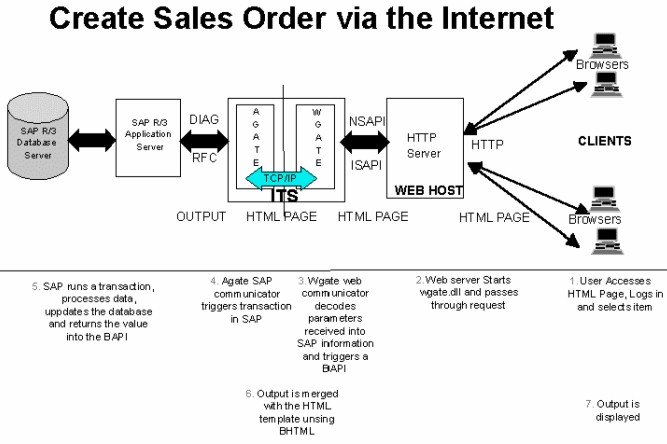 Create Sales Order via the Internet
Browsers
SAP R/3
Database
Server
SAP R/3
Application
Server
DIAG
RFC
AGATE
WGATE
TCP/IP
ITS
NSAPI
ISAPI
HTTP
Server
WEB HOST
HTTP
CLIENTS
OUTPUT
HTML PAGE
HTML PAGE
HTML PAGE
Browsers
5. SAP runs a transaction,
processes data,
uppdates the database
and returns the value
into the BAPI
4. Agate SAP
communicator
triggers transaction
in SAP
3. Wgate web
communicator
decodes
parameters
received into
SAP information
and triggers a
BIAPI
2. Web server Starts
wgate.dll and passes
through request
1. User Accesses
HTML Page, Logs in
and selects item
6. Output is merged
with the HTML
template unsing
BHTML
7. Output is
displayed